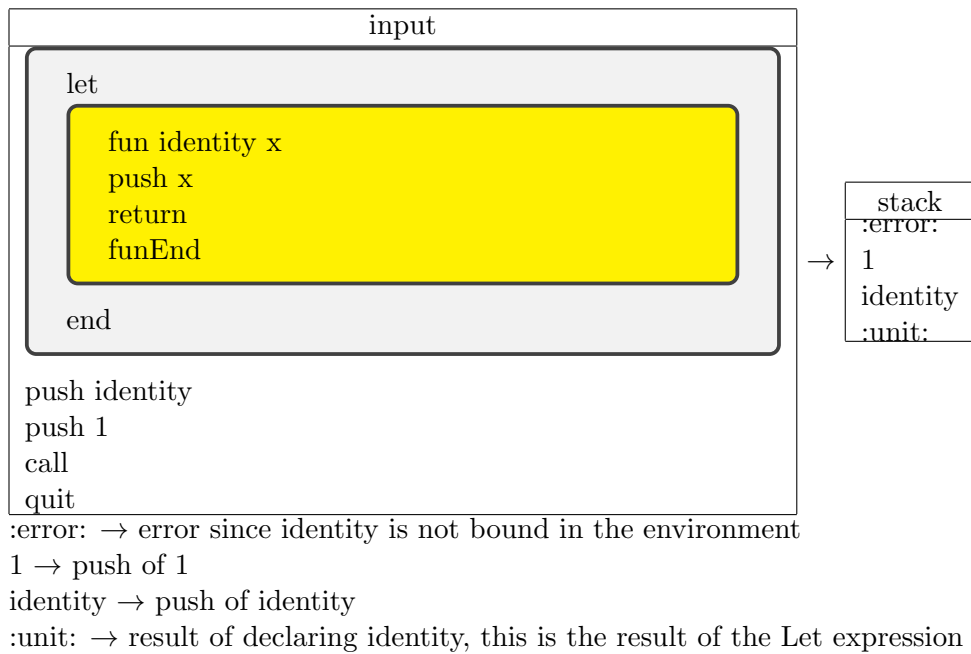 input
let
fun identity x
push x
return
funEnd
end
push identity
push 1
call
quit
→
stack
:error:
1
identity
:unit:
:error: → error since identity is not bound in the environment
1 → push of 1
identity → push of identity
:unit: → result of declaring identity, this is the result of the Let expression